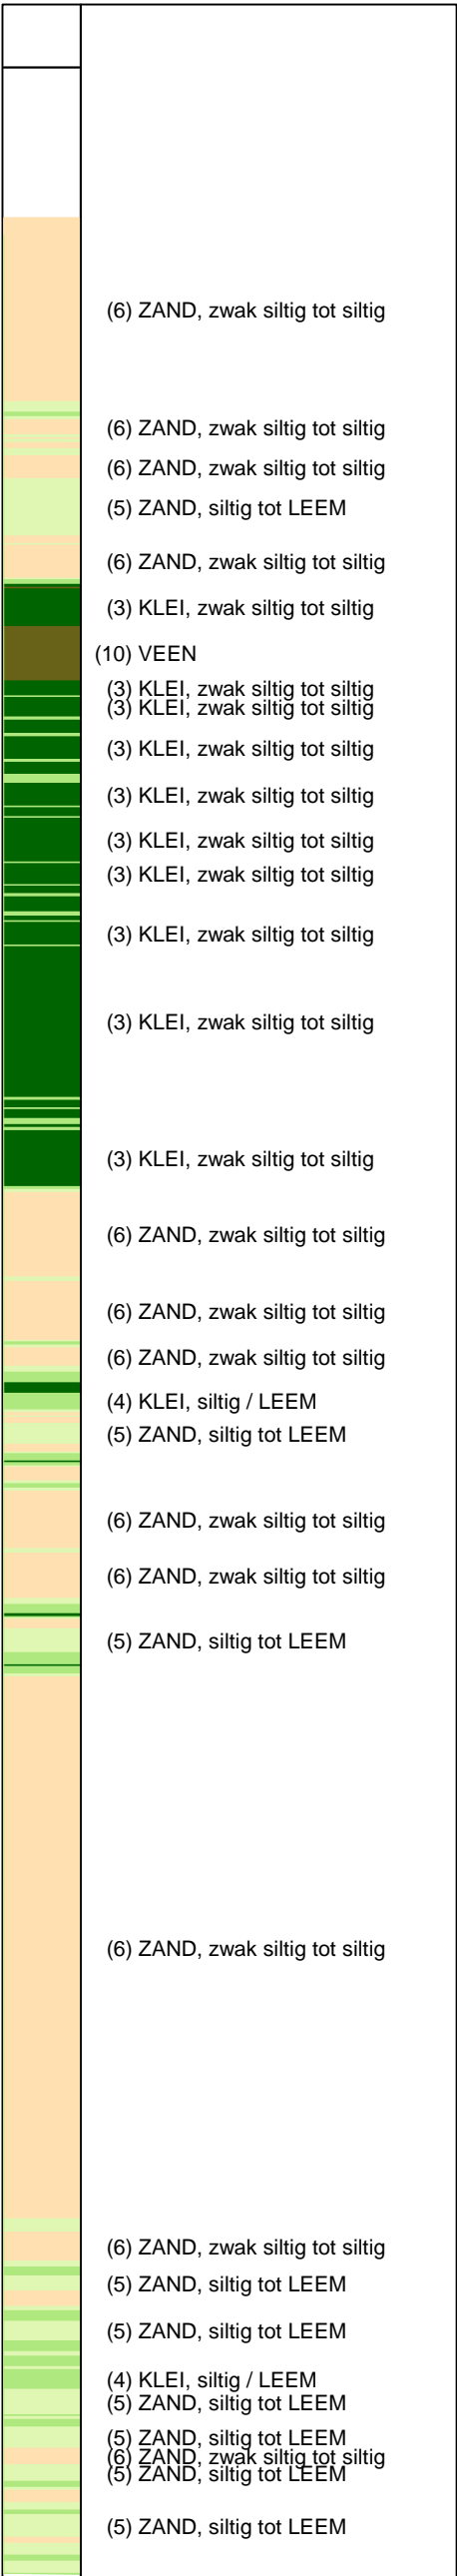 (6) ZAND, zwak siltig tot siltig
(6) ZAND, zwak siltig tot siltig
(6) ZAND, zwak siltig tot siltig
(5) ZAND, siltig tot LEEM
(6) ZAND, zwak siltig tot siltig
(3) KLEI, zwak siltig tot siltig
(10) VEEN
(3) KLEI, zwak siltig tot siltig
(3) KLEI, zwak siltig tot siltig
(3) KLEI, zwak siltig tot siltig
(3) KLEI, zwak siltig tot siltig
(3) KLEI, zwak siltig tot siltig
(3) KLEI, zwak siltig tot siltig
(3) KLEI, zwak siltig tot siltig
(3) KLEI, zwak siltig tot siltig
(3) KLEI, zwak siltig tot siltig
(6) ZAND, zwak siltig tot siltig
(6) ZAND, zwak siltig tot siltig
(6) ZAND, zwak siltig tot siltig
(4) KLEI, siltig / LEEM
(5) ZAND, siltig tot LEEM
(6) ZAND, zwak siltig tot siltig
(6) ZAND, zwak siltig tot siltig
(5) ZAND, siltig tot LEEM
(6) ZAND, zwak siltig tot siltig
(6) ZAND, zwak siltig tot siltig
(5) ZAND, siltig tot LEEM
(5) ZAND, siltig tot LEEM
(4) KLEI, siltig / LEEM
(5) ZAND, siltig tot LEEM
(5) ZAND, siltig tot LEEM
(6) ZAND, zwak siltig tot siltig
(5) ZAND, siltig tot LEEM
(5) ZAND, siltig tot LEEM